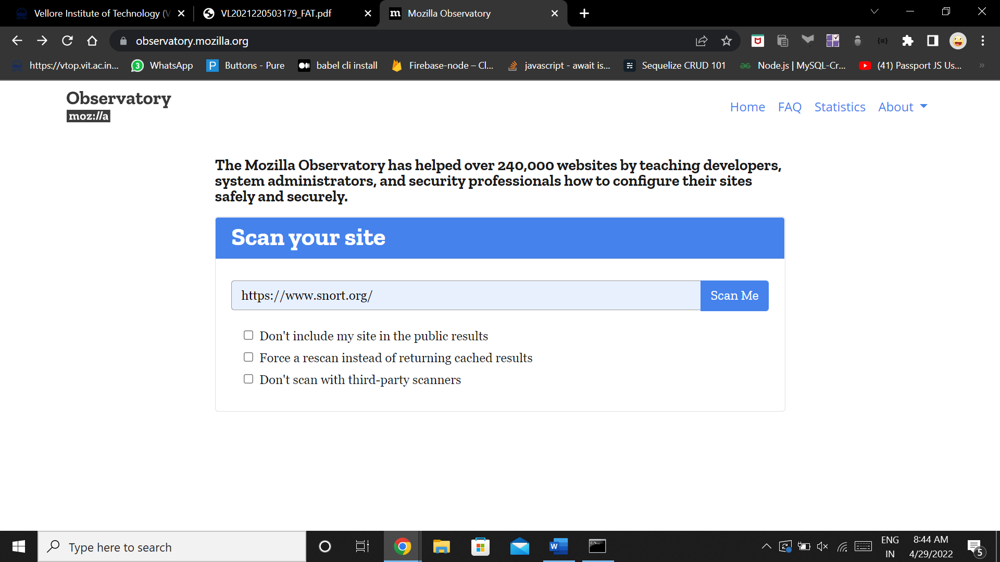 Vellore Institute of Technology (V
VL2021220503179_FAT.pdf
m Mozilla Observatory
observatory.mozilla.org
https://vtop.vit.ac.in...
3 WhatsApp
P Buttons - Pure
babel cli install
Firebase-node – Cl...
javascript - await is...
Sequelize CRUD 101
Node.js | MySQL-Cr...
(41) Passport JS Us...
»
Observatory
moz://a
Home FAQ Statistics About
The Mozilla Observatory has helped over 240,000 websites by teaching developers,
system administrators, and security professionals how to configure their sites
safely and securely.
Scan your site
https://www.snort.org/
Scan Me
Don't include my site in the public results
Force a rescan instead of returning cached results
Don't scan with third-party scanners
Type here to search
W
ENG
IN
8:44 AM
4/29/2022
5